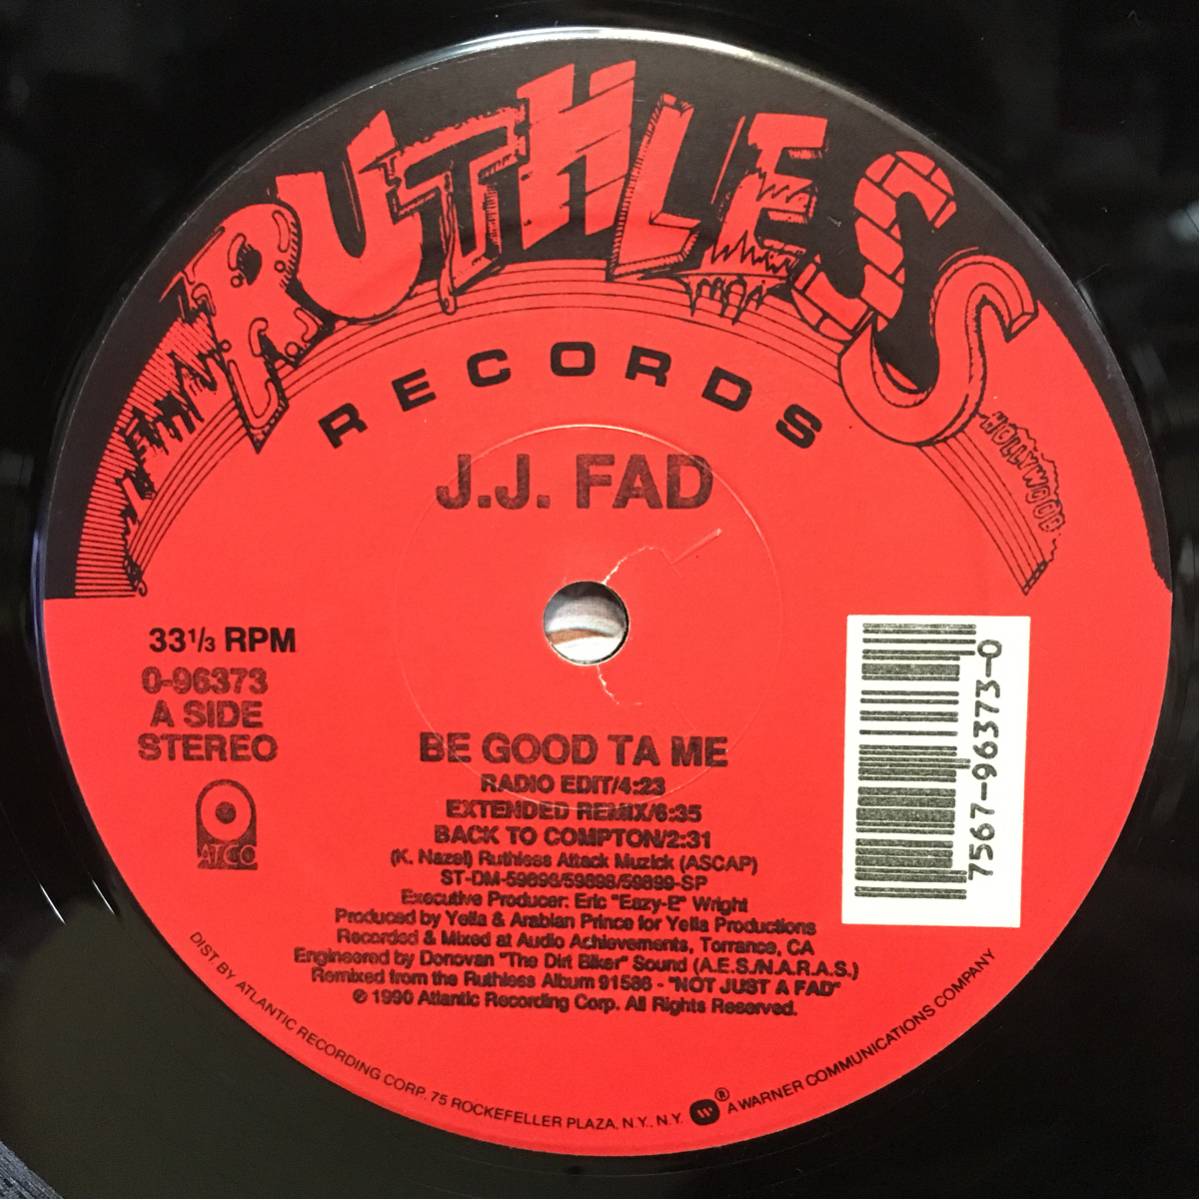 RUTHLESS
RECORDS
HOLLYWOOD
J.J. FAD
33 1/3 RPM
0-96373
A SIDE
STEREO
ATCO
BE GOOD TA ME
RADIO EDIT/4:23
EXTENDED REMIX/6:35
BACK TO COMPTON/2:31
(K. Nazel) Ruthless Attack Muzick (ASCAP)
ST-DM-59896/59898/59899-SP
Executive Producer: Eric "Eazy-E" Wright
Produced by Yella & Arabian Prince for Yella Productions
Recorded & Mixed at Audio Achievements, Torrance, CA
Engineered by Donovan "The Dirt Biker" Sound (A.E.S./N.A.R.A.S.)
Remixed from the Ruthless Album 91586 - "NOT JUST A FAD"
℗ 1990 Atlantic Recording Corp. All Rights Reserved.
7567-96373-0
DIST. BY ATLANTIC RECORDING CORP. 75 ROCKEFELLER PLAZA, N.Y., N.Y. ® A WARNER COMMUNICATIONS COMPANY